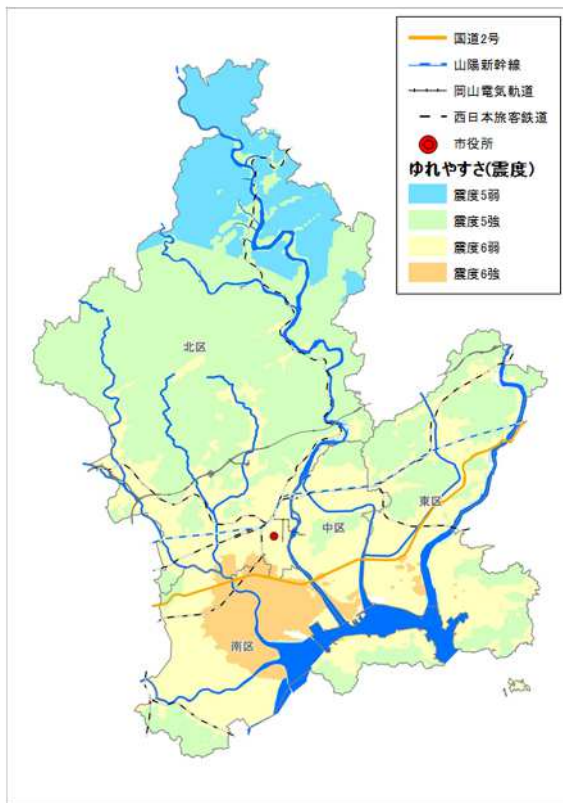 国道2号
山陽新幹線
岡山電気軌道
西日本旅客鉄道
市役所
ゆれやすさ(震度)
震度5弱
震度5強
震度6弱
震度6強
北区
東区
中区
南区